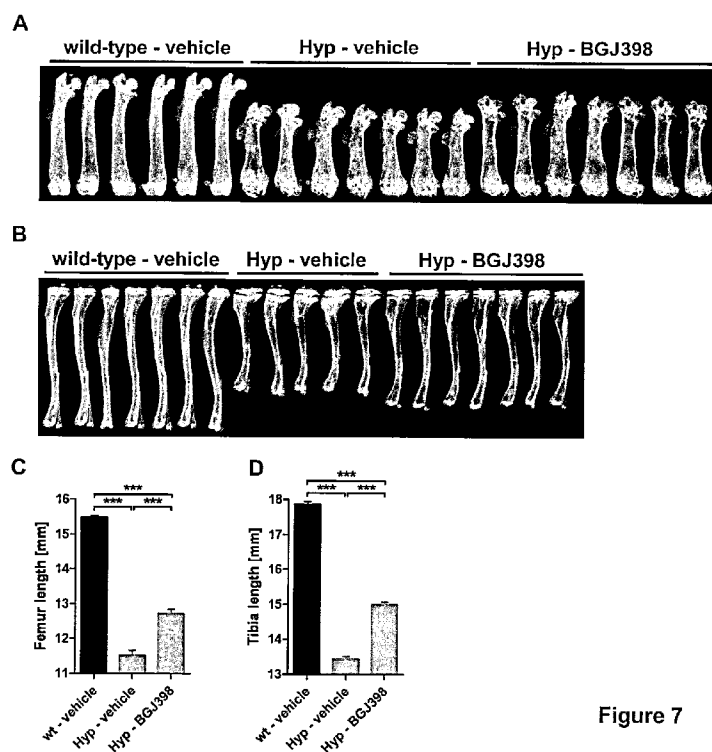 A
wild-type - vehicle Hyp - vehicle Hyp - BGJ398
B
wild-type - vehicle Hyp - vehicle Hyp - BGJ398
C
***
*** ***
Femur length [mm]
16
15
14
13
12
11
wt - vehicle
Hyp - vehicle
Hyp - BGJ398
D
***
*** ***
Tibia length [mm]
18
17
16
15
14
13
wt - vehicle
Hyp - vehicle
Hyp - BGJ398
Figure 7